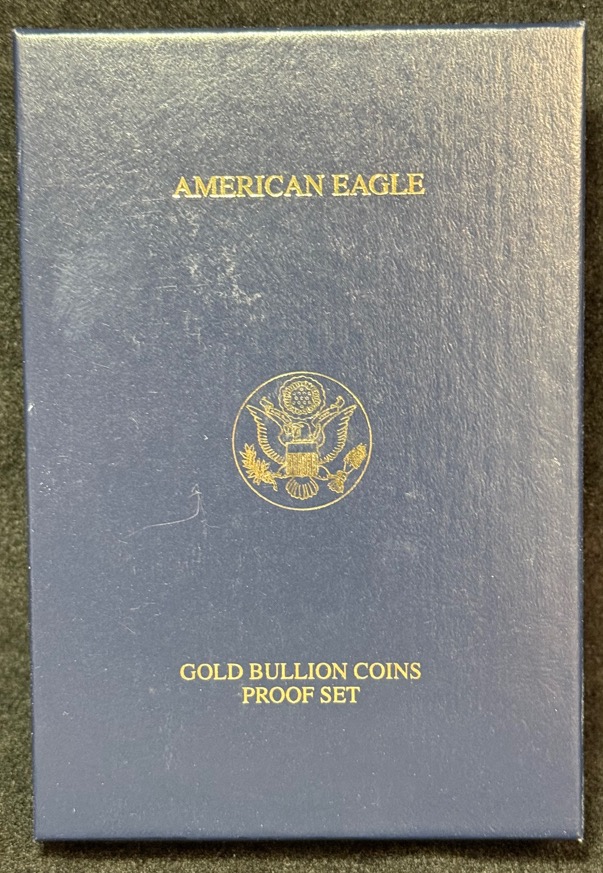 AMERICAN EAGLE
GOLD BULLION COINS
PROOF SET